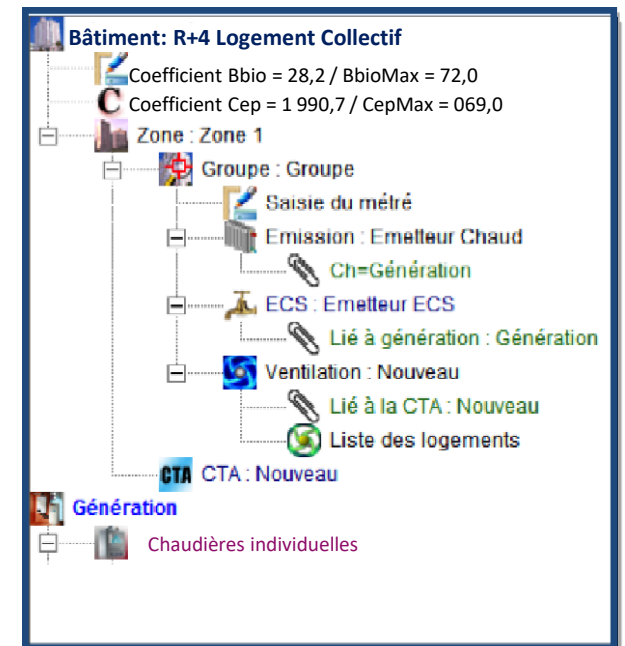 Bâtiment: R+4 Logement Collectif
Coefficient Bbio = 28,2 / BbioMax = 72,0
C Coefficient Cep = 1 990,7 / CepMax = 069,0
Zone : Zone 1
Groupe : Groupe
Saisie du métré
Emission : Emetteur Chaud
Ch=Génération
ECS : Emetteur ECS
Lié à génération : Génération
Ventilation : Nouveau
Lié à la CTA : Nouveau
Liste des logements
CTA CTA : Nouveau
Génération
Chaudières individuelles